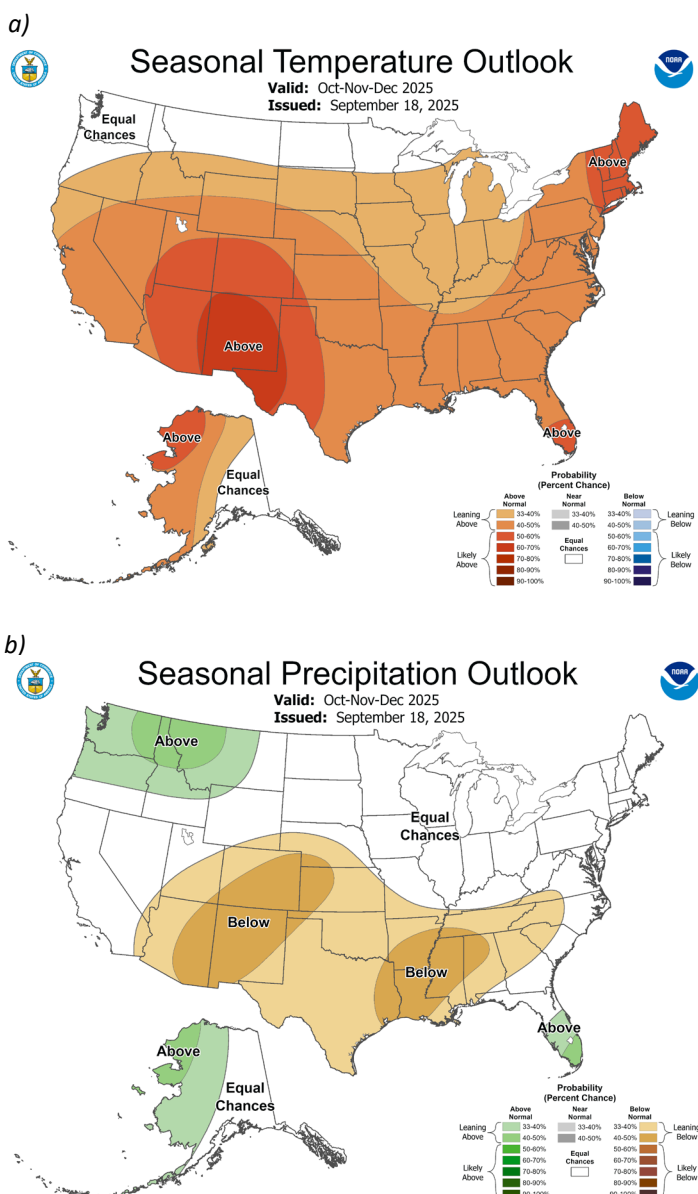 a)
Seasonal Temperature Outlook
Valid: Oct-Nov-Dec 2025
Issued: September 18, 2025
NOAA
Equal
Chances
Above
Above
Above
Above
Equal
Chances
Probability
(Percent Chance)
Above
Normal
Near
Normal
Below
Normal
Leaning
Above
33-40%
33-40%
33-40%
Leaning
Below
40-50%
40-50%
40-50%
50-60%
Equal
Chances
50-60%
Likely
Above
60-70%
60-70%
Likely
Below
70-80%
70-80%
80-90%
80-90%
90-100%
90-100%
b)
Seasonal Precipitation Outlook
Valid: Oct-Nov-Dec 2025
Issued: September 18, 2025
NOAA
Above
Equal
Chances
Below
Below
Above
Above
Equal
Chances
Probability
(Percent Chance)
Above
Normal
Near
Normal
Below
Normal
Leaning
Above
33-40%
33-40%
33-40%
Leaning
Below
40-50%
40-50%
40-50%
50-60%
Equal
Chances
50-60%
Likely
Above
60-70%
60-70%
Likely
Below
70-80%
70-80%
80-90%
80-90%
90-100%
90-100%